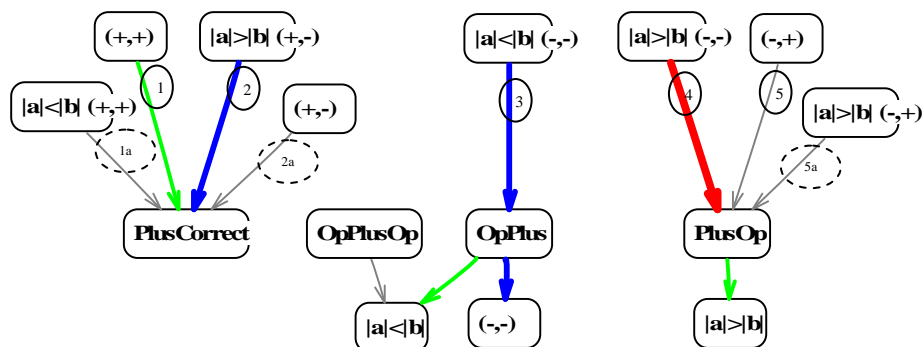 (+,+)
|a|>|b| (+,-)
|a|<|b| (-,-)
|a|>|b| (-,-)
(-,+)
1
2
3
4
5
|a|<|b| (+,+)
(+,-)
|a|>|b| (-,+)
1a
2a
5a
PlusCorrect
OpPlusOp
OpPlus
PlusOp
|a|<|b|
(-,-)
|a|>|b|